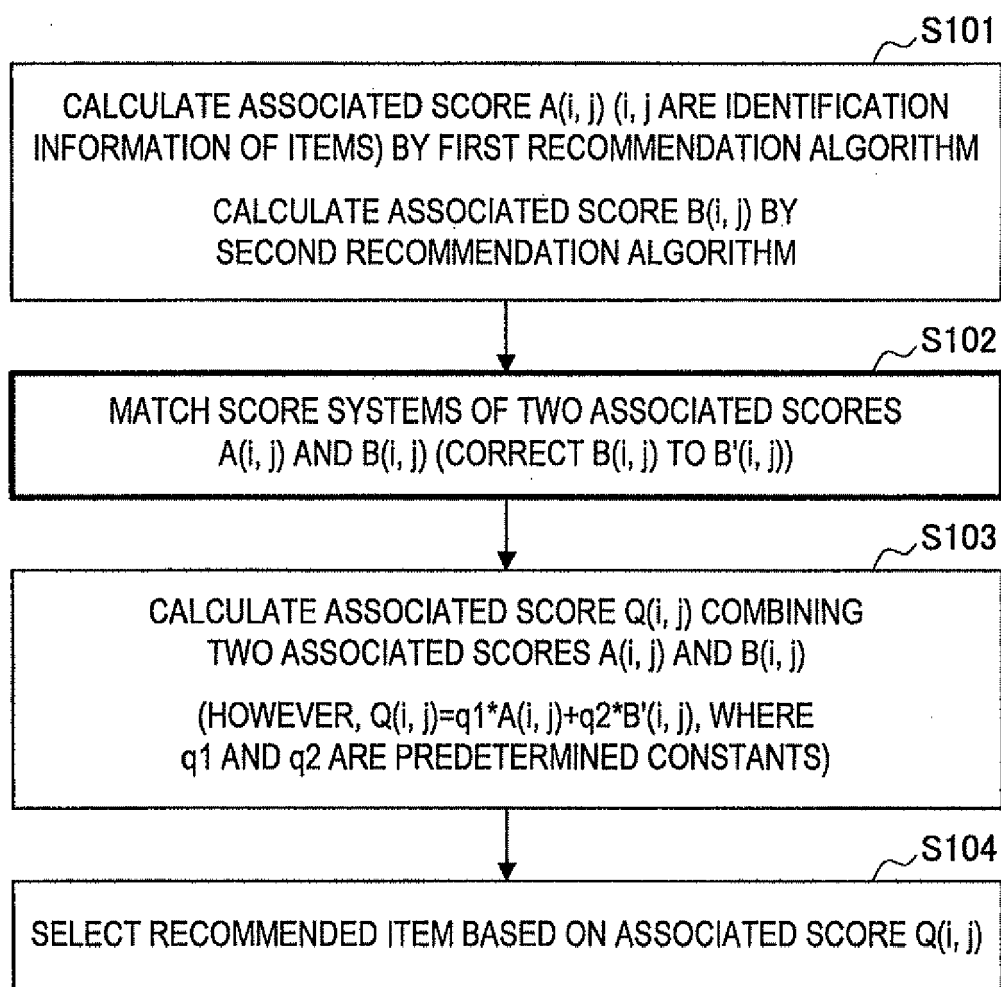 S101
CALCULATE ASSOCIATED SCORE A(i, j) (i, j ARE IDENTIFICATION
INFORMATION OF ITEMS) BY FIRST RECOMMENDATION ALGORITHM
CALCULATE ASSOCIATED SCORE B(i, j) BY
SECOND RECOMMENDATION ALGORITHM
S102
MATCH SCORE SYSTEMS OF TWO ASSOCIATED SCORES
A(i, j) AND B(i, j) (CORRECT B(i, j) TO B'(i, j))
S103
CALCULATE ASSOCIATED SCORE Q(i, j) COMBINING
TWO ASSOCIATED SCORES A(i, j) AND B(i, j)
(HOWEVER, Q(i, j)=q1*A(i, j)+q2*B'(i, j), WHERE
q1 AND q2 ARE PREDETERMINED CONSTANTS)
S104
SELECT RECOMMENDED ITEM BASED ON ASSOCIATED SCORE Q(i, j)